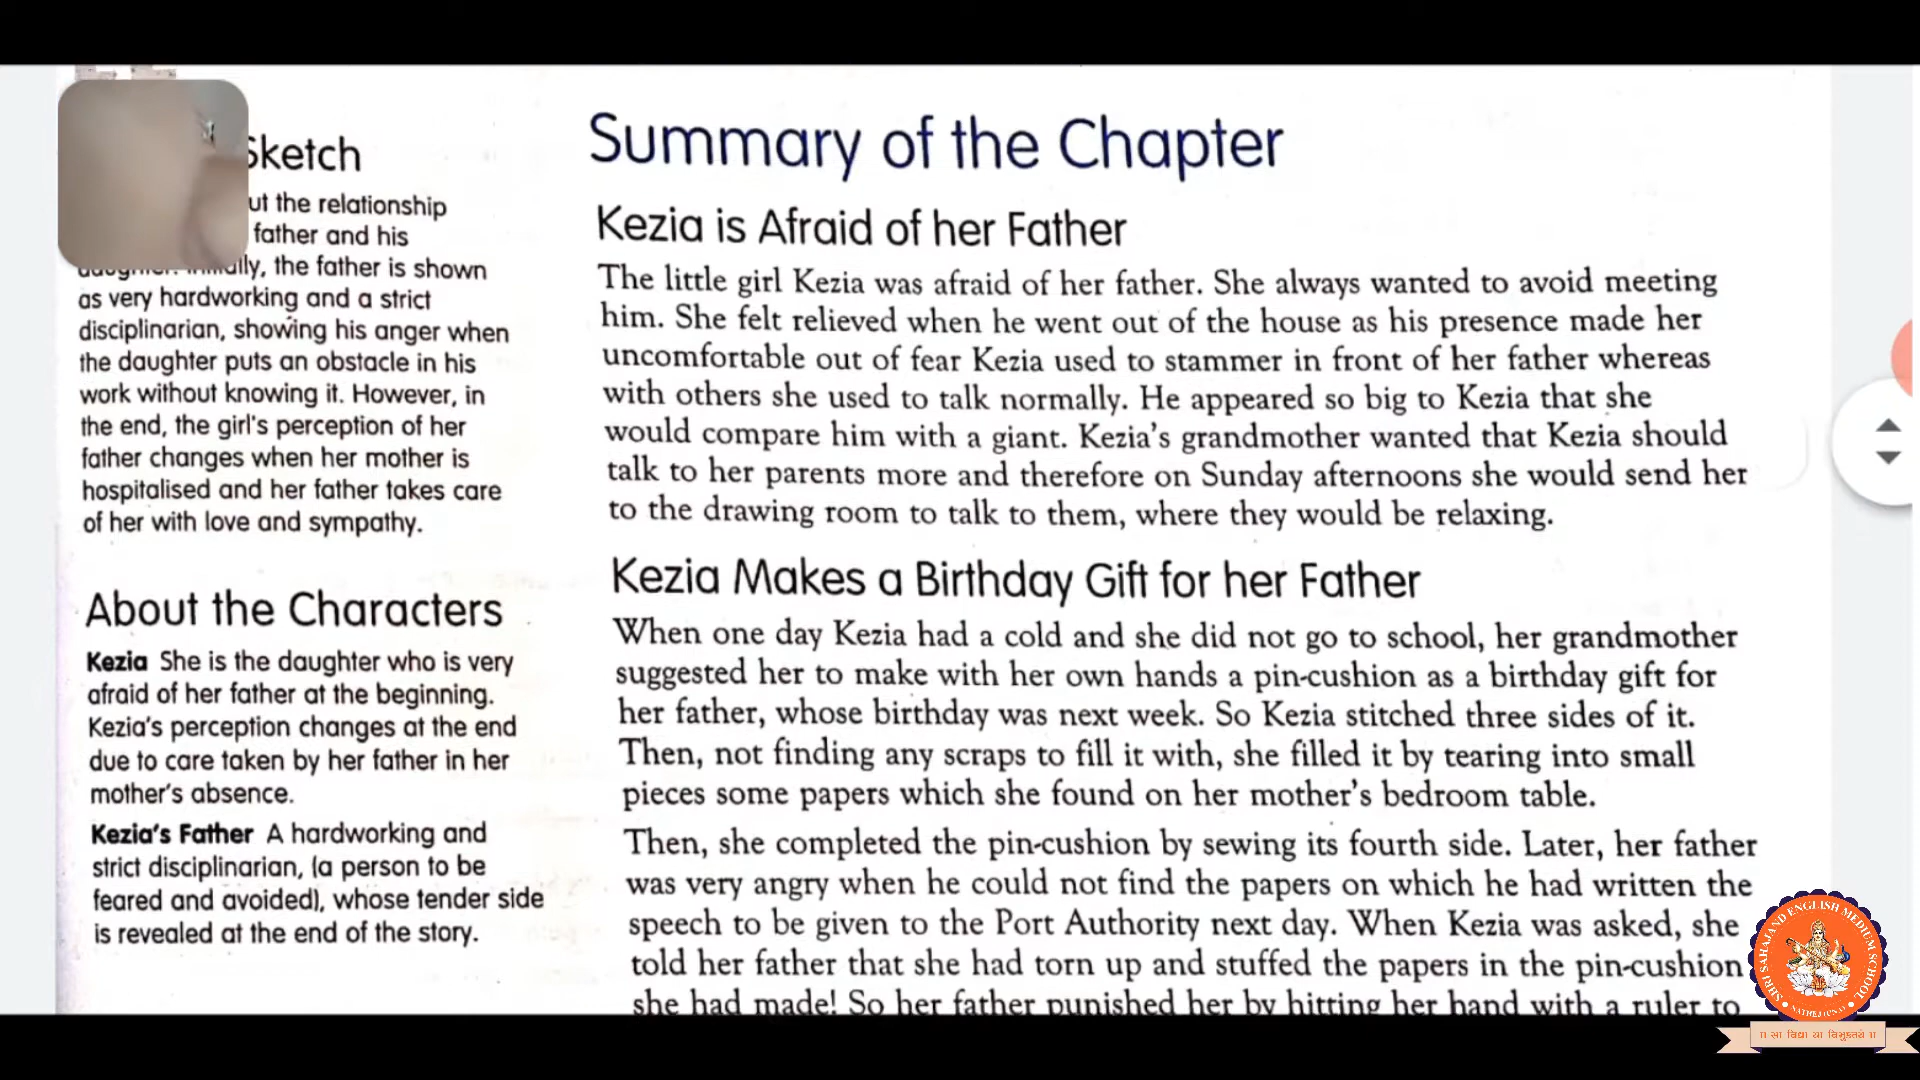 Sketch
ut the relationship
father and his
daughter. Initially, the father is shown
as very hardworking and a strict
disciplinarian, showing his anger when
the daughter puts an obstacle in his
work without knowing it. However, in
the end, the girl's perception of her
father changes when her mother is
hospitalised and her father takes care
of her with love and sympathy.
About the Characters
Kezia She is the daughter who is very
afraid of her father at the beginning.
Kezia's perception changes at the end
due to care taken by her father in her
mother's absence.
Kezia's Father A hardworking and
strict disciplinarian, (a person to be
feared and avoided), whose tender side
is revealed at the end of the story.
Summary of the Chapter
Kezia is Afraid of her Father
The little girl Kezia was afraid of her father. She always wanted to avoid meeting
him. She felt relieved when he went out of the house as his presence made her
uncomfortable out of fear Kezia used to stammer in front of her father whereas
with others she used to talk normally. He appeared so big to Kezia that she
would compare him with a giant. Kezia's grandmother wanted that Kezia should
talk to her parents more and therefore on Sunday afternoons she would send her
to the drawing room to talk to them, where they would be relaxing.
Kezia Makes a Birthday Gift for her Father
When one day Kezia had a cold and she did not go to school, her grandmother
suggested her to make with her own hands a pin-cushion as a birthday gift for
her father, whose birthday was next week. So Kezia stitched three sides of it.
Then, not finding any scraps to fill it with, she filled it by tearing into small
pieces some papers which she found on her mother's bedroom table.
Then, she completed the pin-cushion by sewing its fourth side. Later, her father
was very angry when he could not find the papers on which he had written the
speech to be given to the Port Authority next day. When Kezia was asked, she
told her father that she had torn up and stuffed the papers in the pin-cushion
she had made! So her father punished her by hitting her hand with a ruler to
SHRI SAHAJANAND ENGLISH MEDIUM SCHOOL
॥ सा विद्या या विमुक्तये ॥